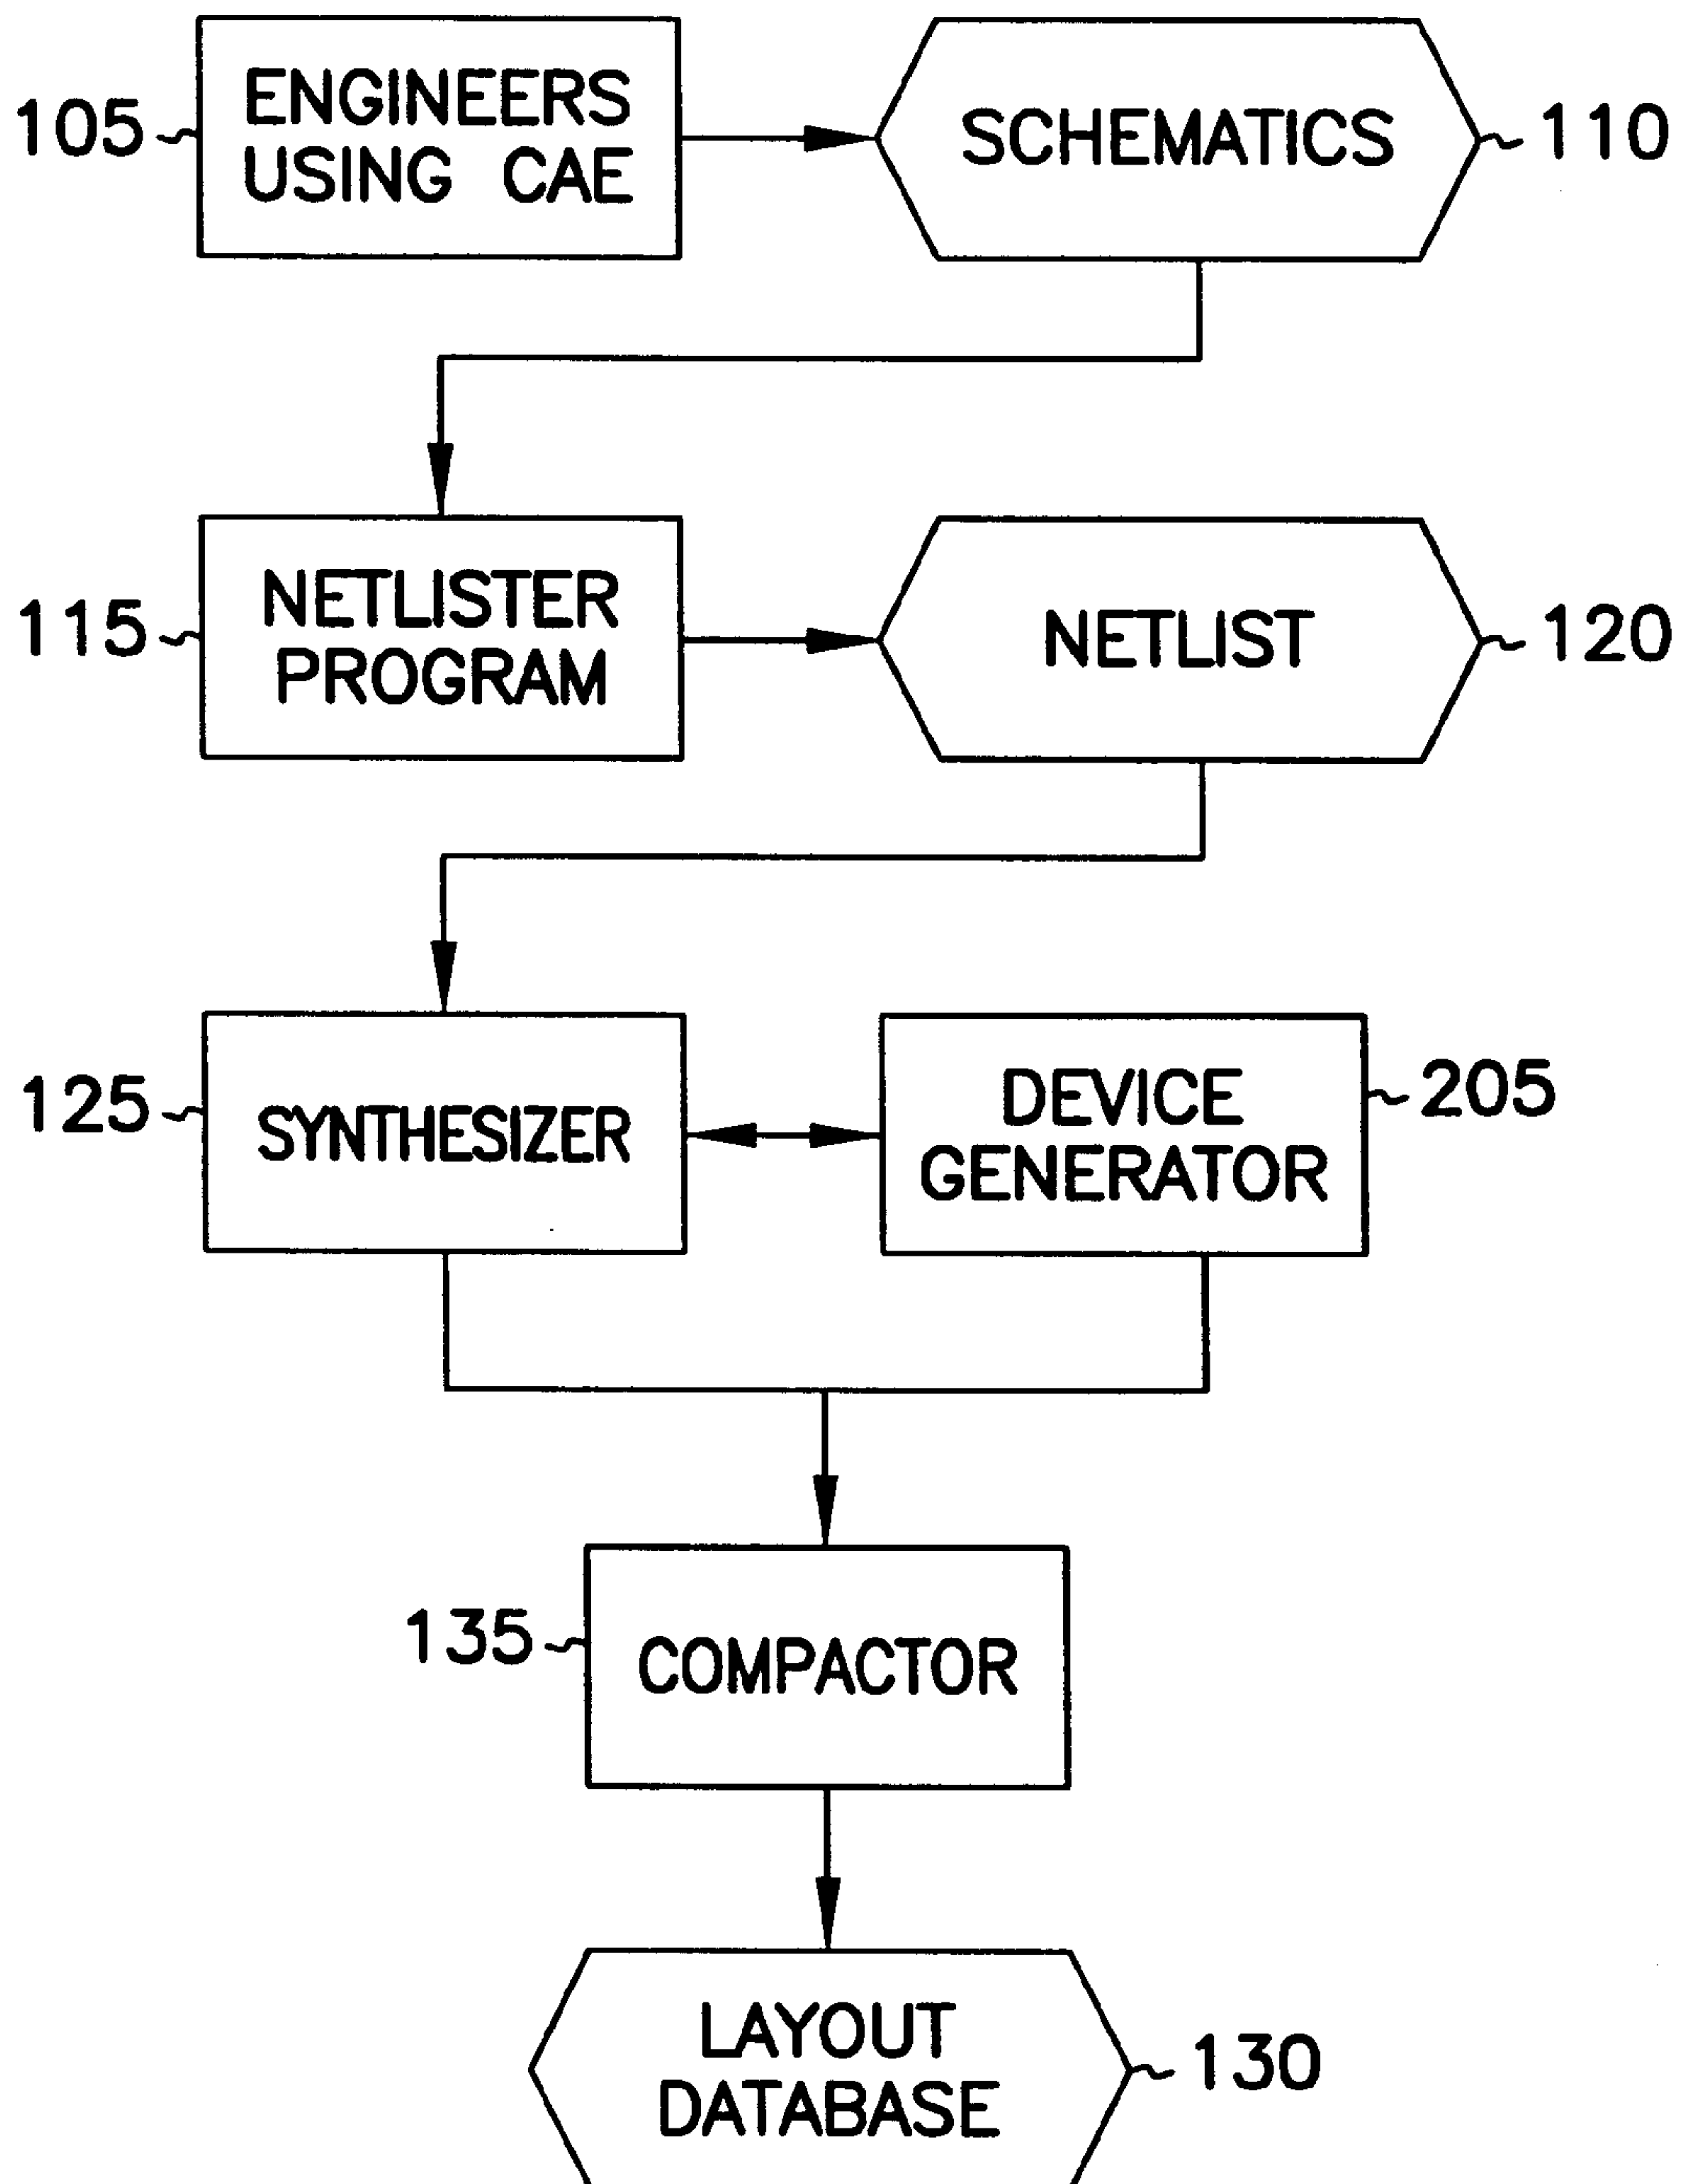 105
ENGINEERS
USING CAE
SCHEMATICS
110
115
NETLISTER
PROGRAM
NETLIST
120
125
SYNTHESIZER
DEVICE
GENERATOR
205
135
COMPACTOR
LAYOUT
DATABASE
130